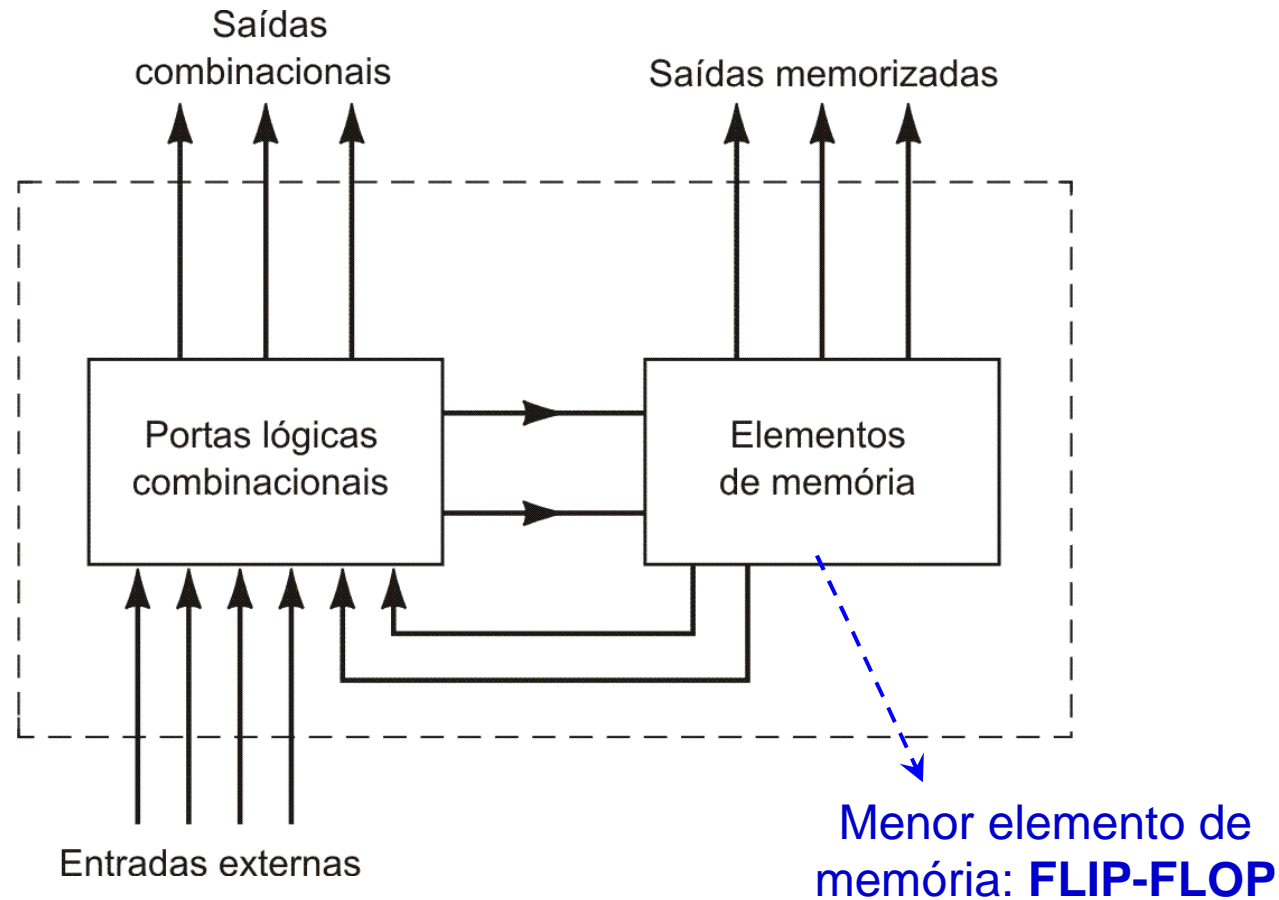 Saídas
combinacionais
Saídas memorizadas
Portas lógicas
combinacionais
Elementos
de memória
Entradas externas
Menor elemento de
memória: FLIP-FLOP